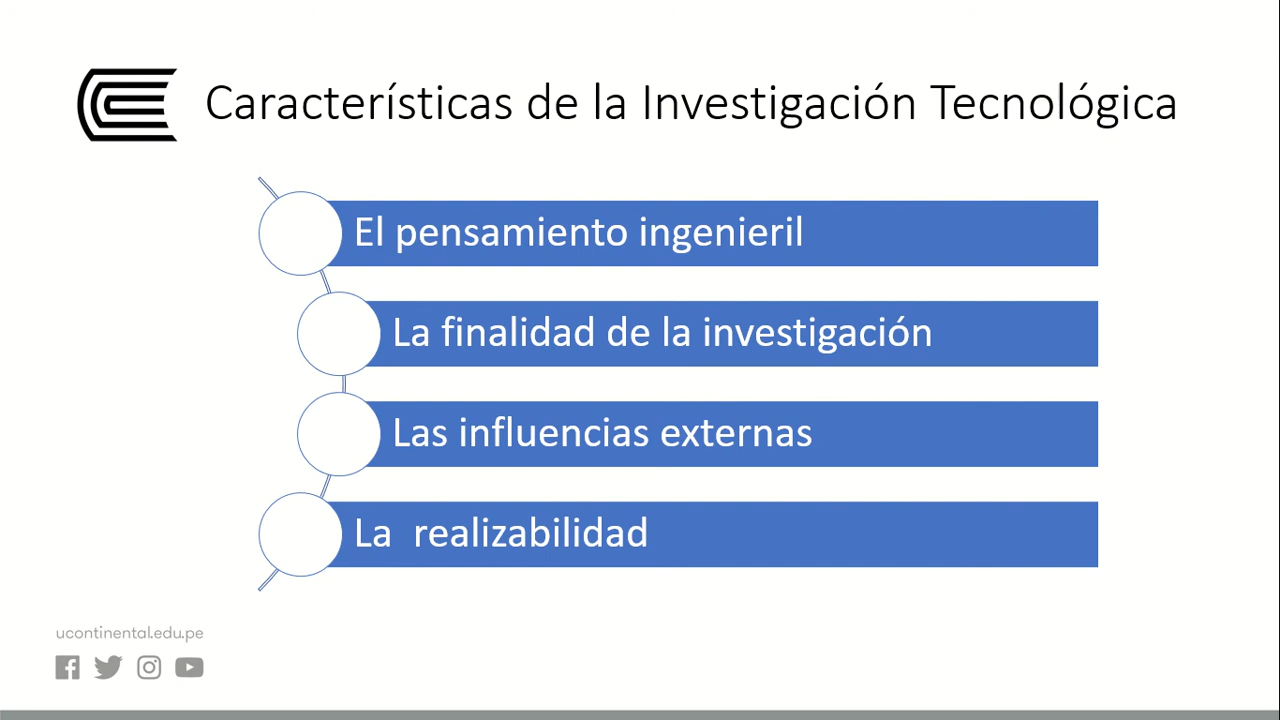 Características de la Investigación Tecnológica
El pensamiento ingenieril
La finalidad de la investigación
Las influencias externas
La  realizabilidad
ucontinental.edu.pe